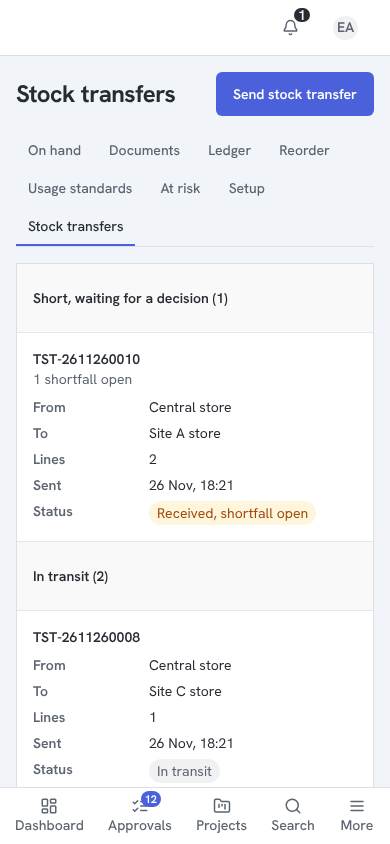 1
EA
Stock transfers
Send stock transfer
On hand Documents Ledger Reorder
Usage standards At risk Setup
Stock transfers
Short, waiting for a decision (1)
TST-2611260010
1 shortfall open
From Central store
To Site A store
Lines 2
Sent 26 Nov, 18:21
Status Received, shortfall open
In transit (2)
TST-2611260008
From Central store
To Site C store
Lines 1
Sent 26 Nov, 18:21
Status In transit
12
Dashboard Approvals Projects Search More